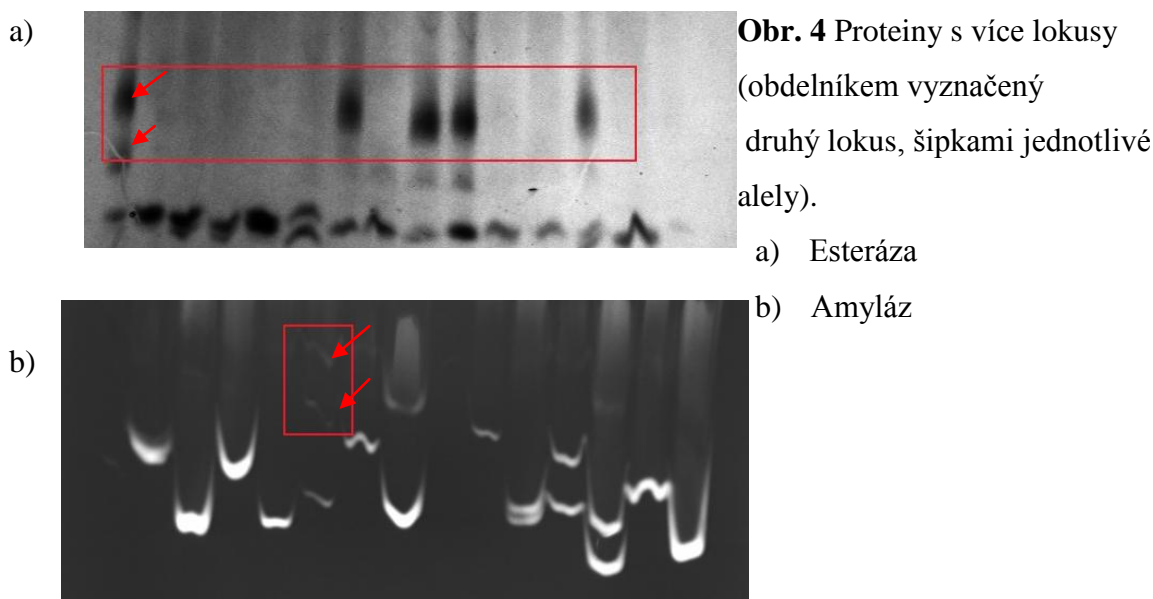 a)
Obr. 4 Proteiny s více lokusy
(obdelníkem vyznačený
druhý lokus, šipkami jednotlivé
alely).
a) Esteráza
b) Amyláz
b)